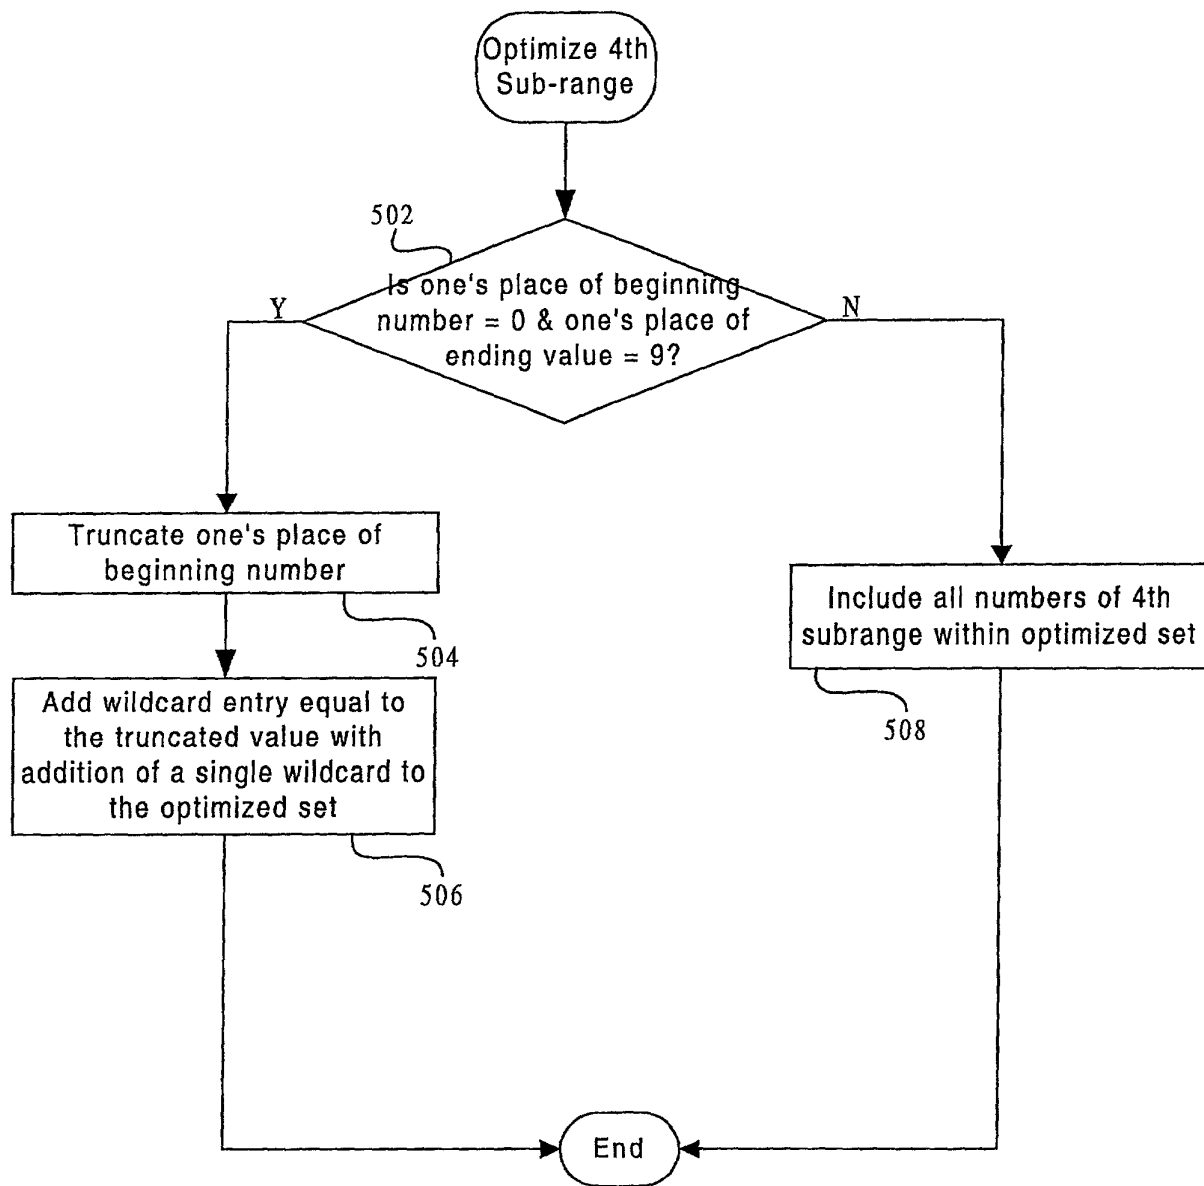 Optimize 4th
Sub-range
502
Is one's place of beginning
number = 0 & one's place of
ending value = 9?
Y
N
Truncate one's place of
beginning number
504
Add wildcard entry equal to
the truncated value with
addition of a single wildcard to
the optimized set
506
Include all numbers of 4th
subrange within optimized set
508
End